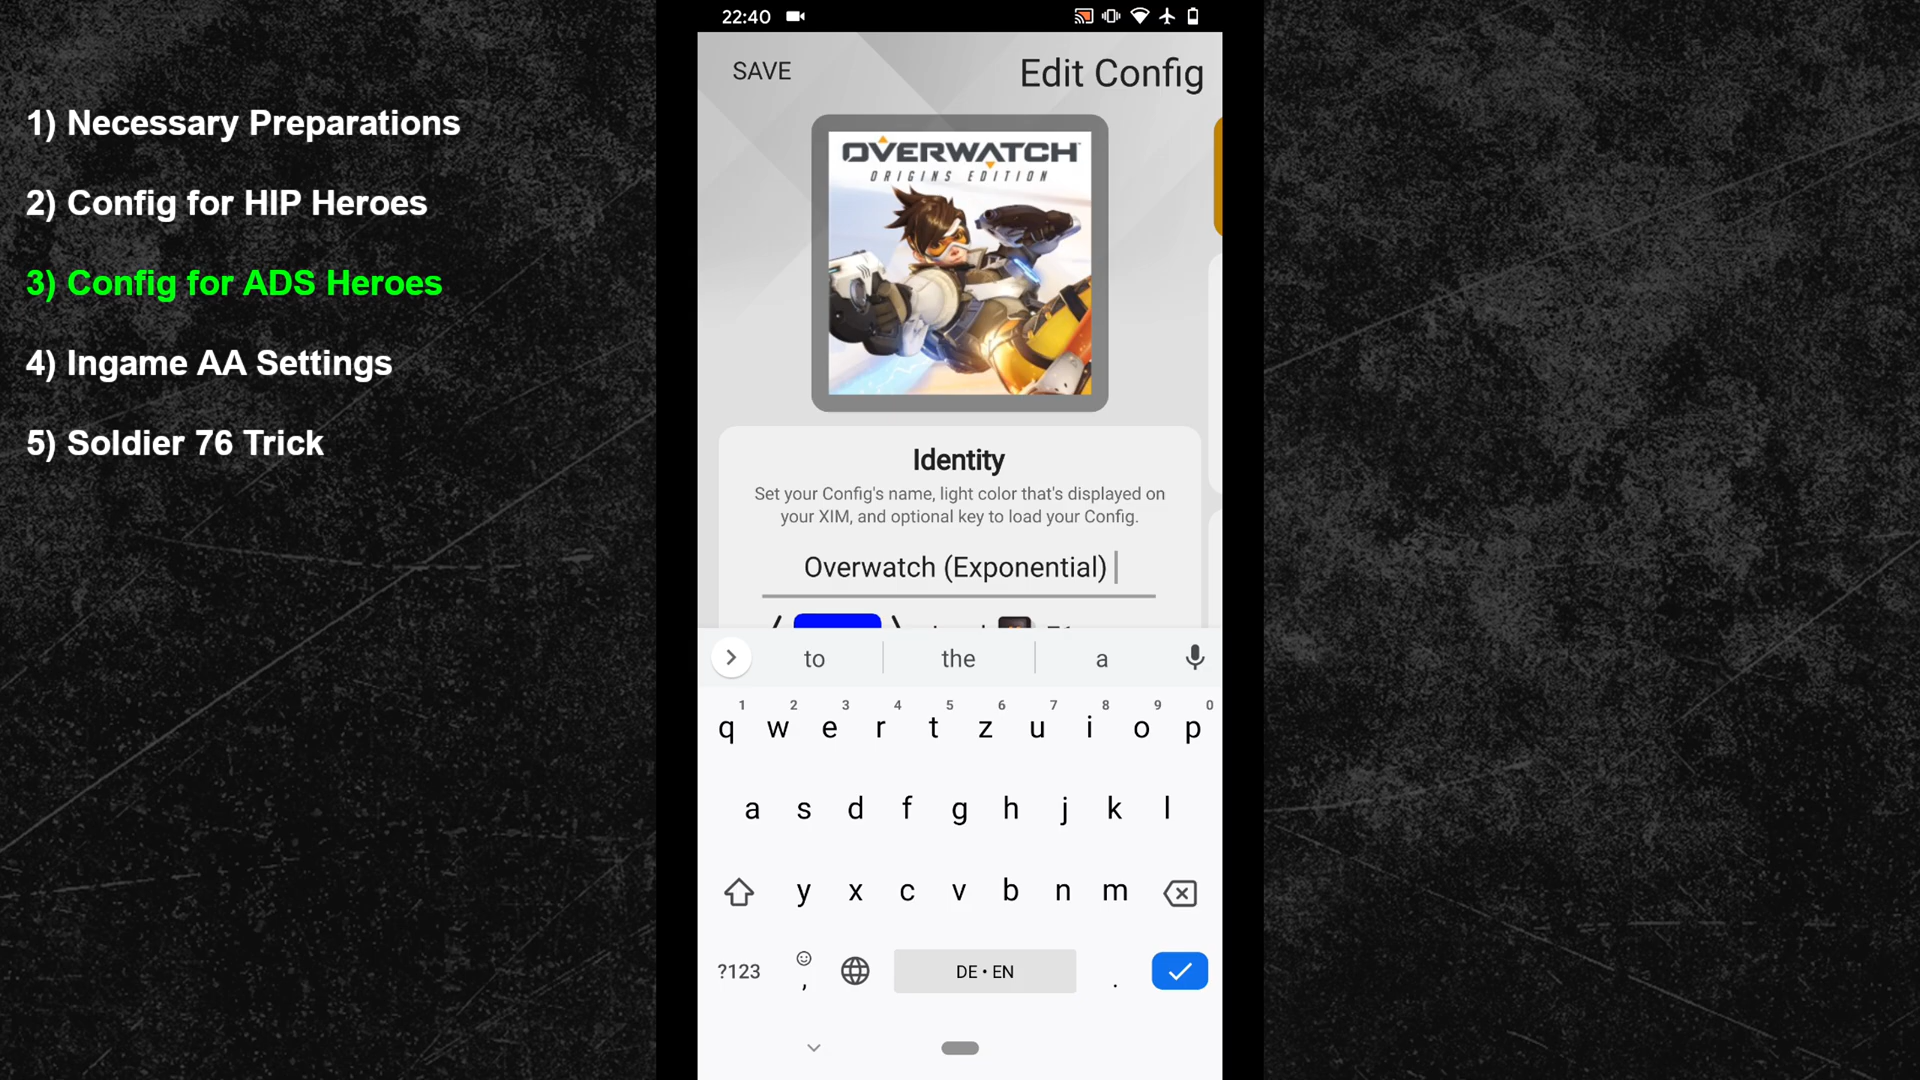 1) Necessary Preparations
2) Config for HIP Heroes
3) Config for ADS Heroes
4) Ingame AA Settings
5) Soldier 76 Trick
22:40
SAVE
Edit Config
OVERWATCH
ORIGINS EDITION
Identity
Set your Config's name, light color that's displayed on
your XIM, and optional key to load your Config.
Overwatch (Exponential)
to the a
1 2 3 4 5 6 7 8 9 0
q w e r t z u i o p
a s d f g h j k l
y x c v b n m
?123 , DE • EN .